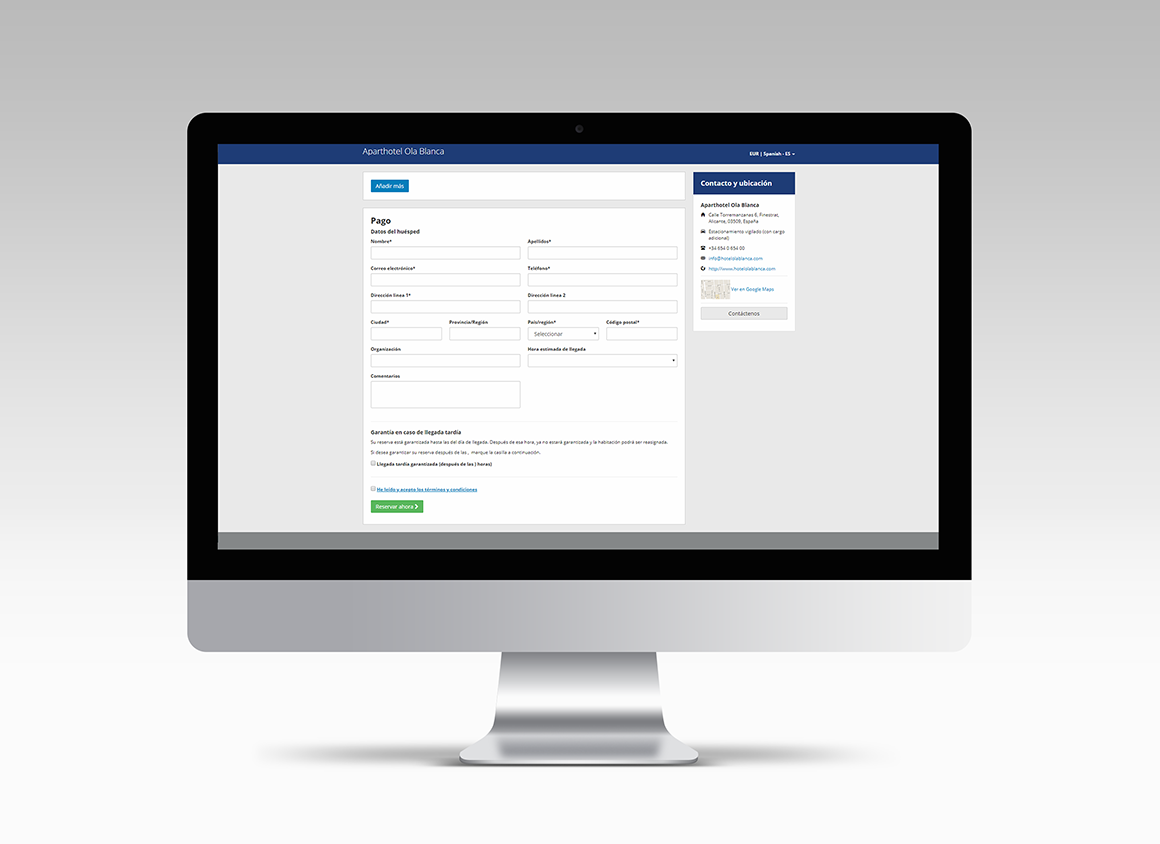 Aparthotel Ola Blanca
EUR | Spanish - ES
Añadir más
Pago
Datos del huésped
Nombre*
Apellidos*
Correo electrónico*
Teléfono*
Dirección línea 1*
Dirección línea 2
Ciudad*
Provincia/Región
País/región*
Código postal*
Seleccionar
Organización
Hora estimada de llegada
Comentarios
Garantía en caso de llegada tardía
Su reserva está garantizada hasta las del día de llegada. Después de esa hora, ya no estará garantizada y la habitación podrá ser reasignada.
Si desea garantizar su reserva después de las , marque la casilla a continuación.
Llegada tardía garantizada (después de las ) horas)
He leído y acepto los términos y condiciones
Reservar ahora
Contacto y ubicación
Aparthotel Ola Blanca
Calle Torremanzanas 6, Finestrat,
Alicante, 03509, España
Estacionamiento vigilado (con cargo
adicional)
+34 654 0 654 00
info@hotelolablanca.com
http://www.hotelolablanca.com
Ver en Google Maps
Contáctenos